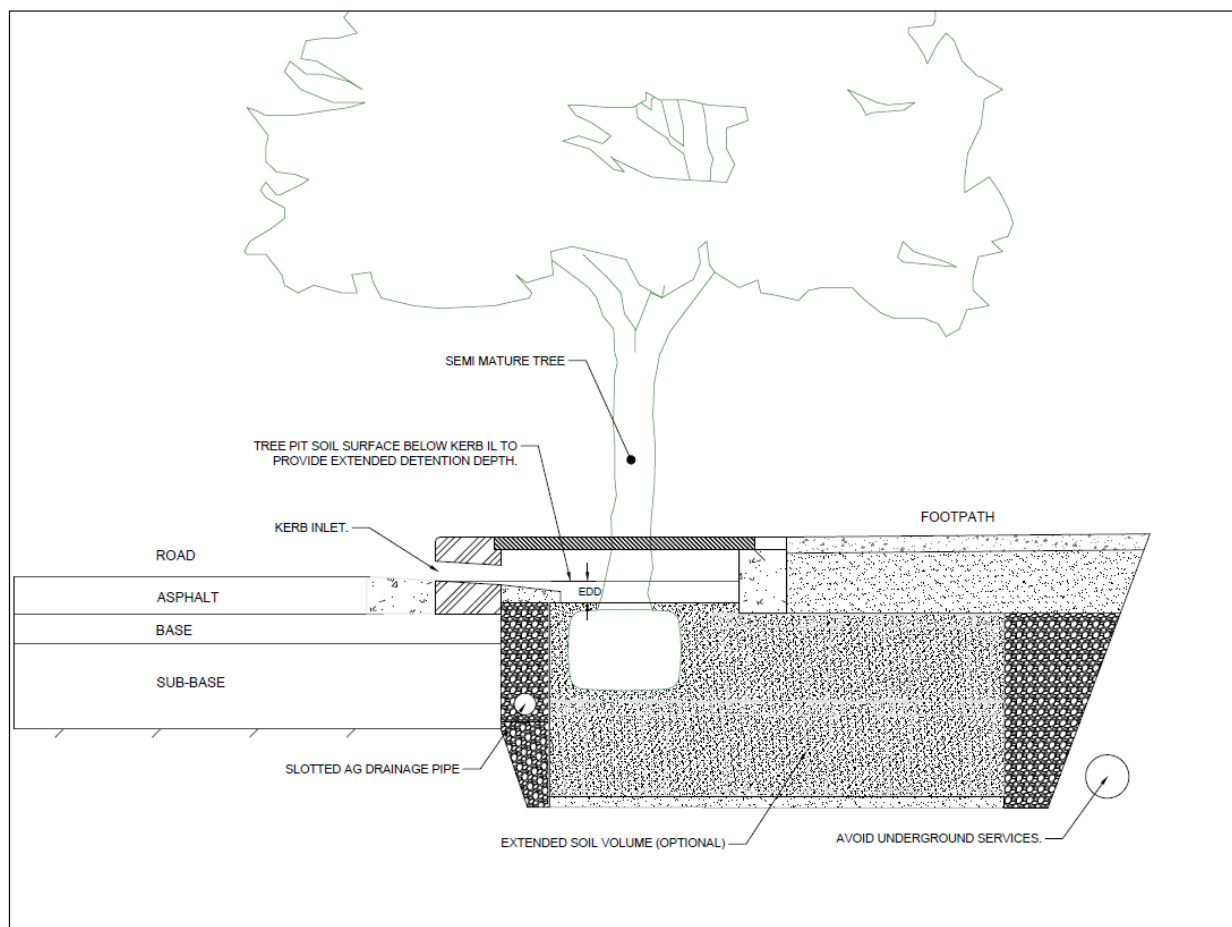 SEMI MATURE TREE
TREE PIT SOIL SURFACE BELOW KERB IL TO
PROVIDE EXTENDED DETENTION DEPTH.
FOOTPATH
KERB INLET.
ROAD
EDD
ASPHALT
BASE
SUB-BASE
SLOTTED AG DRAINAGE PIPE
EXTENDED SOIL VOLUME (OPTIONAL)
AVOID UNDERGROUND SERVICES.